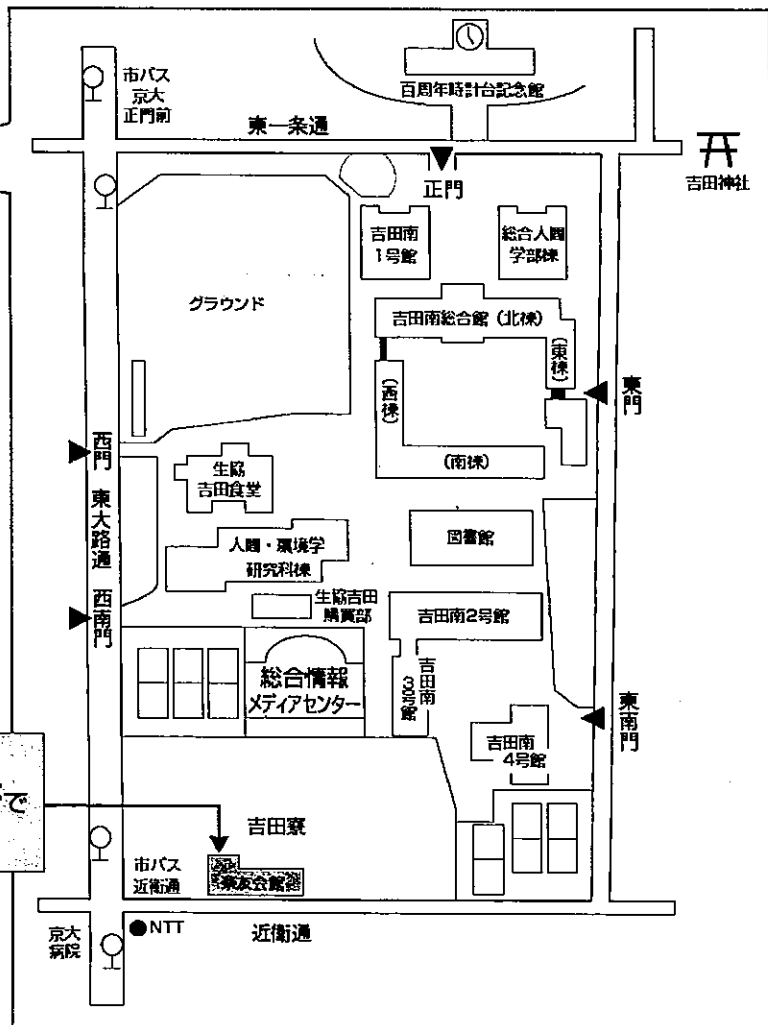 市バス
京大
正門前
百周年時計台記念館
東一条通
正門
吉田神社
吉田南
1号館
総合人間
学部棟
グラウンド
吉田南総合館(北棟)
(東棟)
(西棟)
東門
(南棟)
西門
生協
吉田食堂
東大路通
図書館
人間・環境学
研究科棟
西南門
生協吉田
購買部
吉田南2号館
総合情報
メディアセンター
吉田南
3号館
東南門
吉田南
4号館
で
吉田寮
市バス
近衛通
楽友会館
京大
病院
●NTT
近衛通